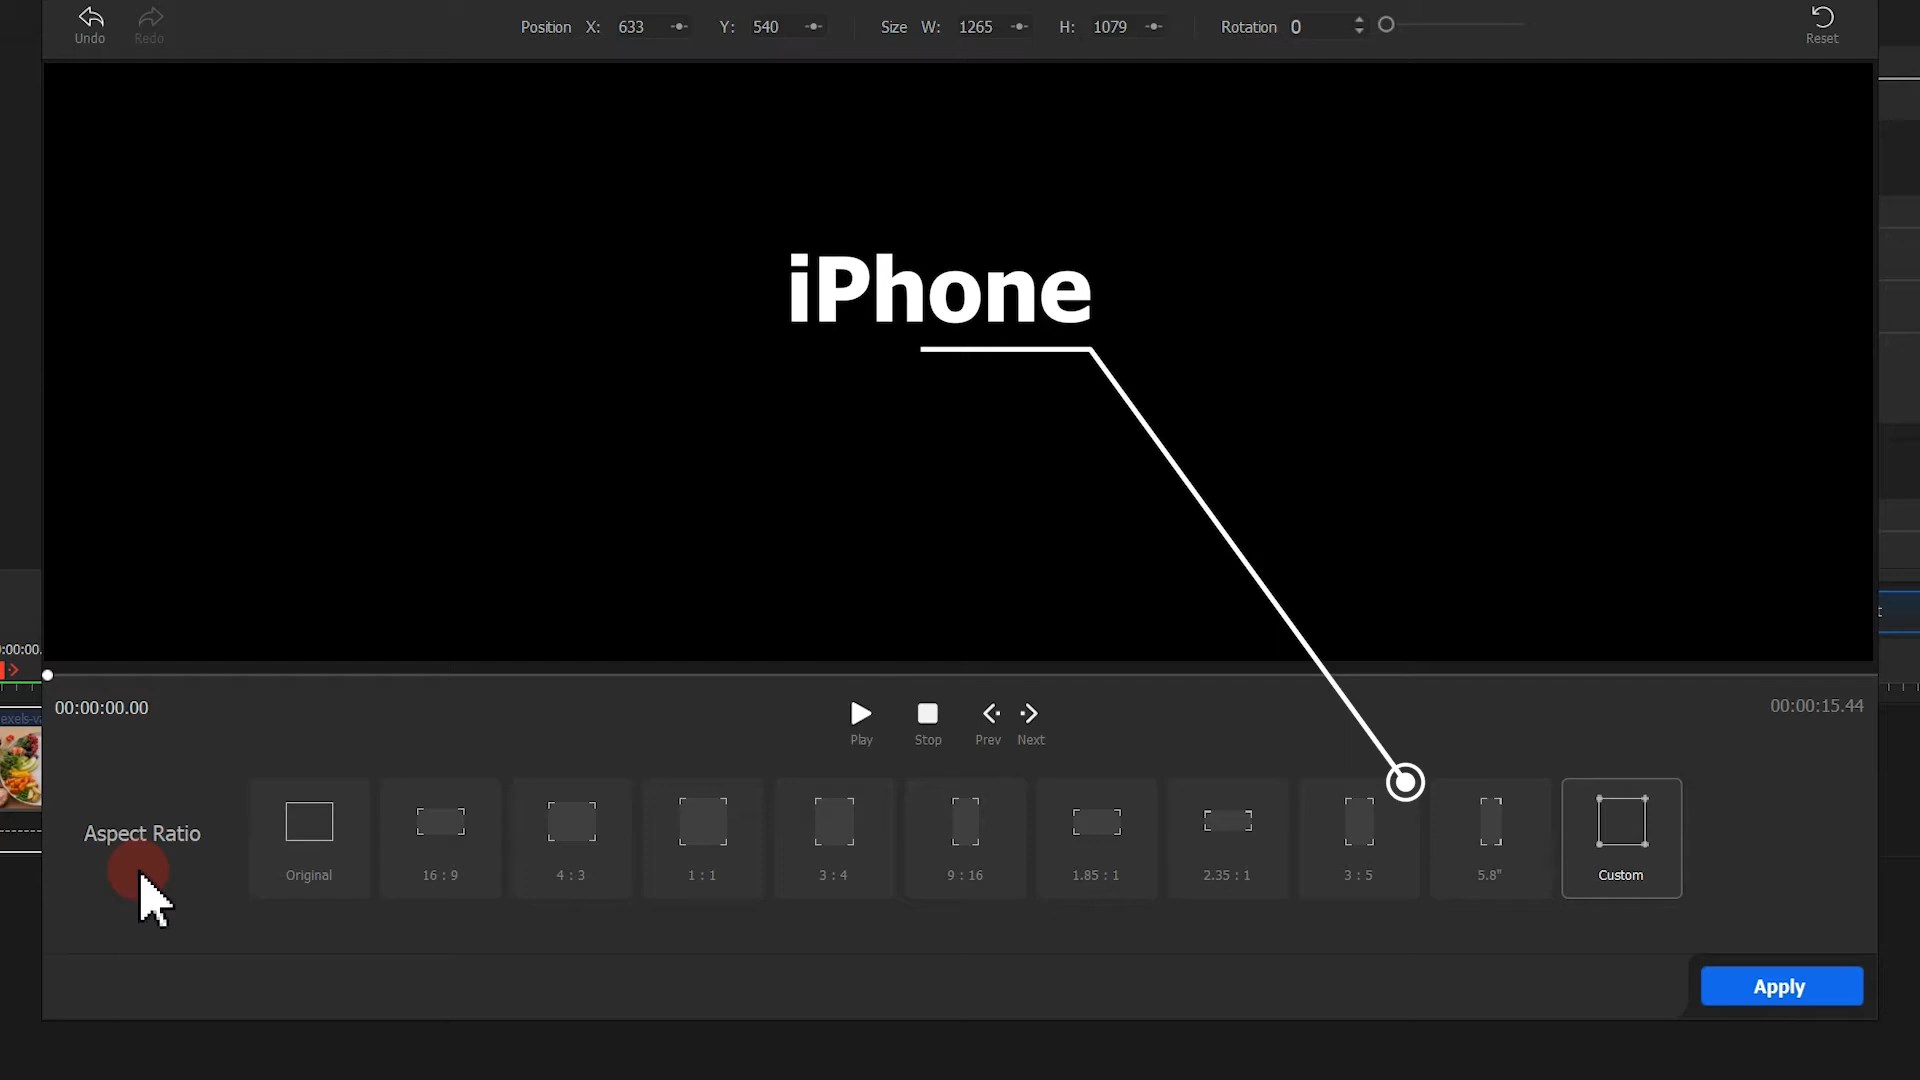 Undo
Redo
Position X: 633 Y: 540 Size W: 1265 H: 1079 Rotation 0
Reset
iPhone
00:00:00.00
00:00:15.44
Play
Stop
Prev
Next
Aspect Ratio
Original
16 : 9
4 : 3
1 : 1
3 : 4
9 : 16
1.85 : 1
2.35 : 1
3 : 5
5.8"
Custom
Apply